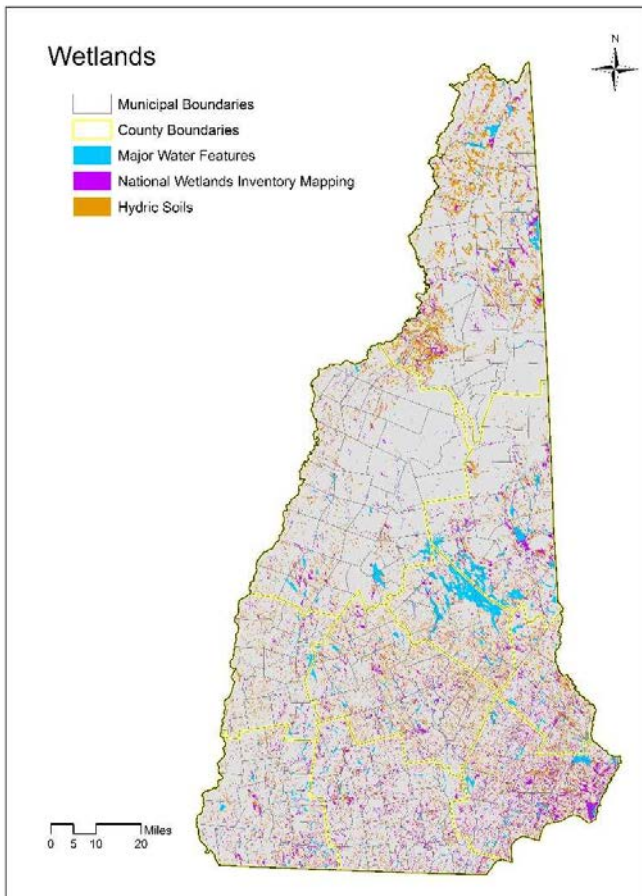 Wetlands
N
Municipal Boundaries
County Boundaries
Major Water Features
National Wetlands Inventory Mapping
Hydric Soils
0 5 10 20 Miles